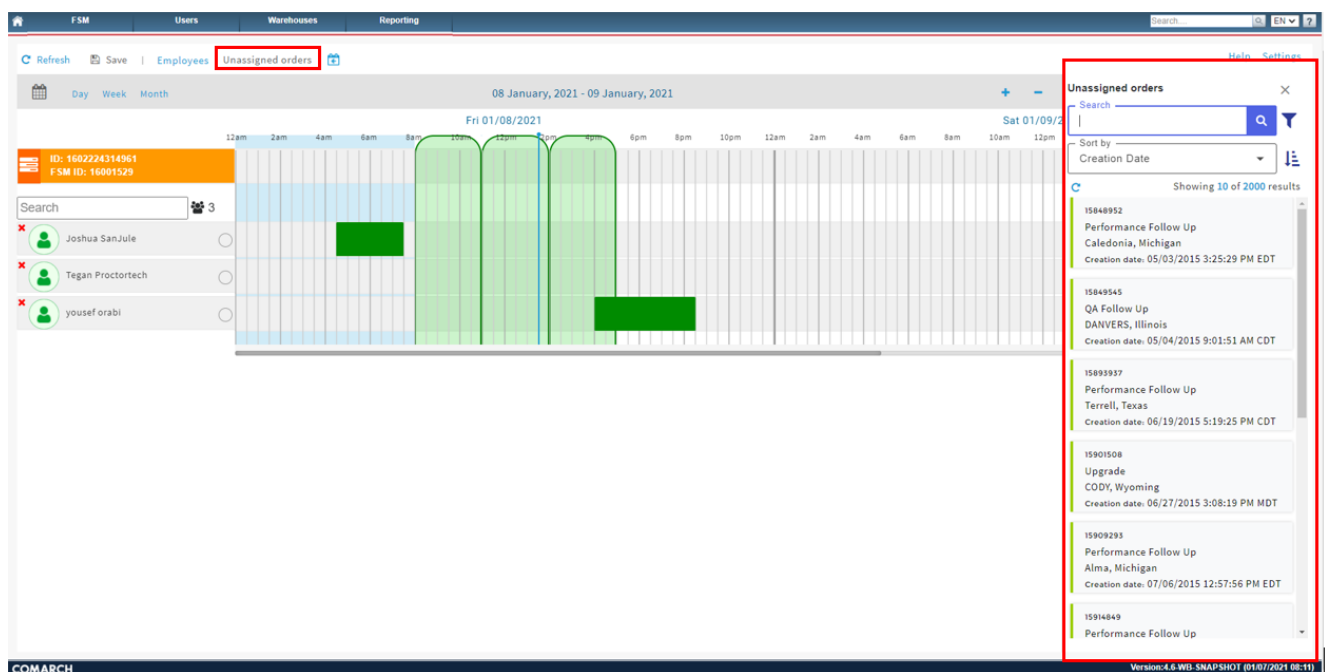 FSM Users Warehouses Reporting Search... EN ?
Refresh Save | Employees Unassigned orders Help Settings
Day Week Month 08 January, 2021 - 09 January, 2021 + -
Fri 01/08/2021 Sat 01/09/2
12am 2am 4am 6am 8am 10am 12pm 2pm 4pm 6pm 8pm 10pm 12am 2am 4am 6am 8am 10am 12pm
ID: 1602224314961
FSM ID: 16001529
Search 3
Joshua SanJule
Tegan Proctortech
yousef orabi
Unassigned orders
Search
Sort by
Creation Date
Showing 10 of 2000 results
15848952
Performance Follow Up
Caledonia, Michigan
Creation date: 05/03/2015 3:25:29 PM EDT
15849545
QA Follow Up
DANVERS, Illinois
Creation date: 05/04/2015 9:01:51 AM CDT
15893937
Performance Follow Up
Terrell, Texas
Creation date: 06/19/2015 5:19:25 PM CDT
15901508
Upgrade
CODY, Wyoming
Creation date: 06/27/2015 3:08:19 PM MDT
15909293
Performance Follow Up
Alma, Michigan
Creation date: 07/06/2015 12:57:56 PM EDT
15914849
Performance Follow Up
COMARCH Version:4.6-WB-SNAPSHOT (01/07/2021 08:11)